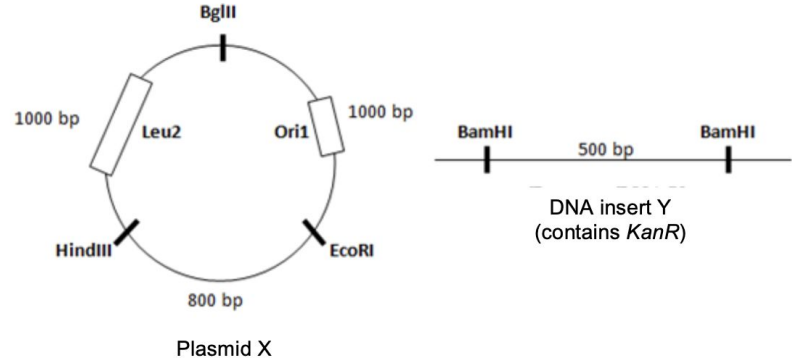 BglII
1000 bp
Leu2
Ori1
1000 bp
HindIII
EcoRI
800 bp
Plasmid X
BamHI
BamHI
500 bp
DNA insert Y
(contains KanR)